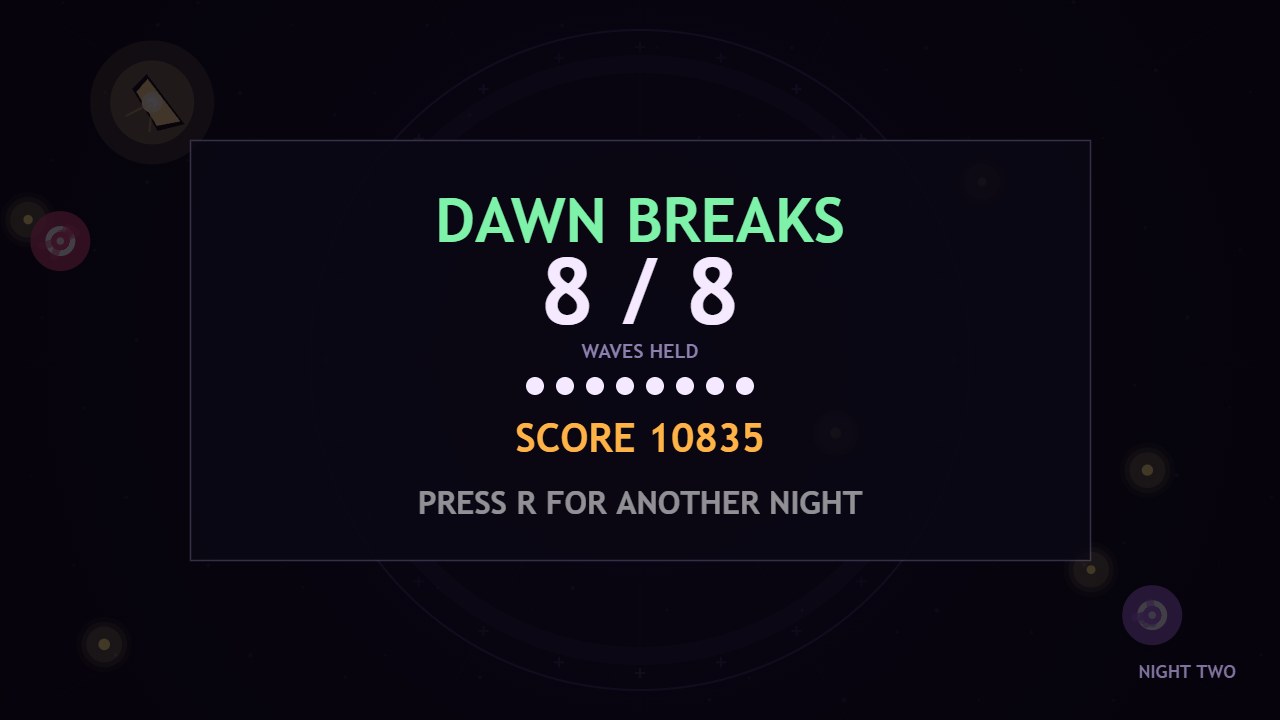 DAWN BREAKS
8 / 8
WAVES HELD
SCORE 10835
PRESS R FOR ANOTHER NIGHT
NIGHT TWO